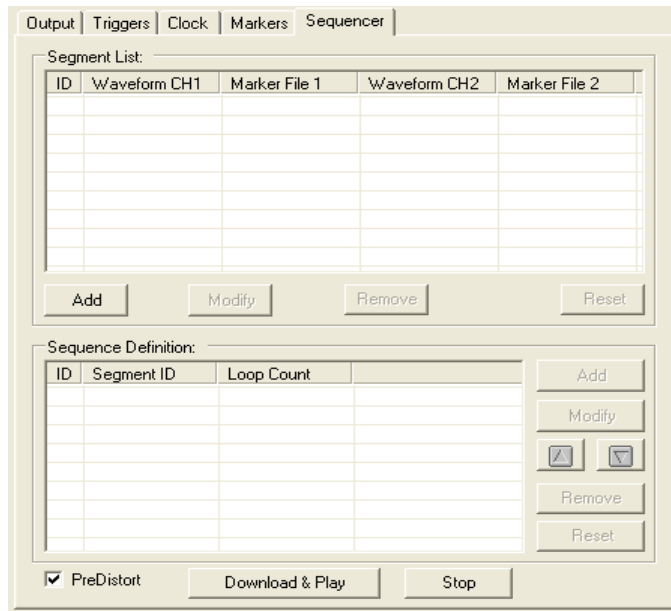 Output Triggers Clock Markers Sequencer
Segment List:
ID Waveform CH1 Marker File 1 Waveform CH2 Marker File 2
Add Modify Remove Reset
Sequence Definition:
ID Segment ID Loop Count
Add
Modify
Remove
Reset
PreDistort Download & Play Stop